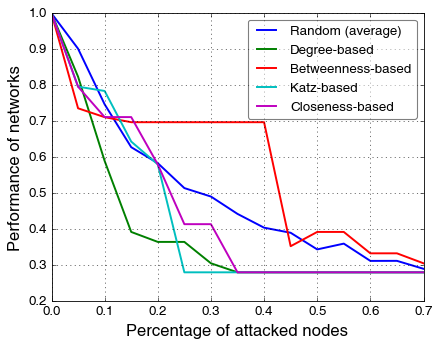 1.0
0.9
0.8
0.7
0.6
0.5
0.4
0.3
0.2
Performance of networks
Random (average)
Degree-based
Betweenness-based
Katz-based
Closeness-based
0.0 0.1 0.2 0.3 0.4 0.5 0.6 0.7
Percentage of attacked nodes